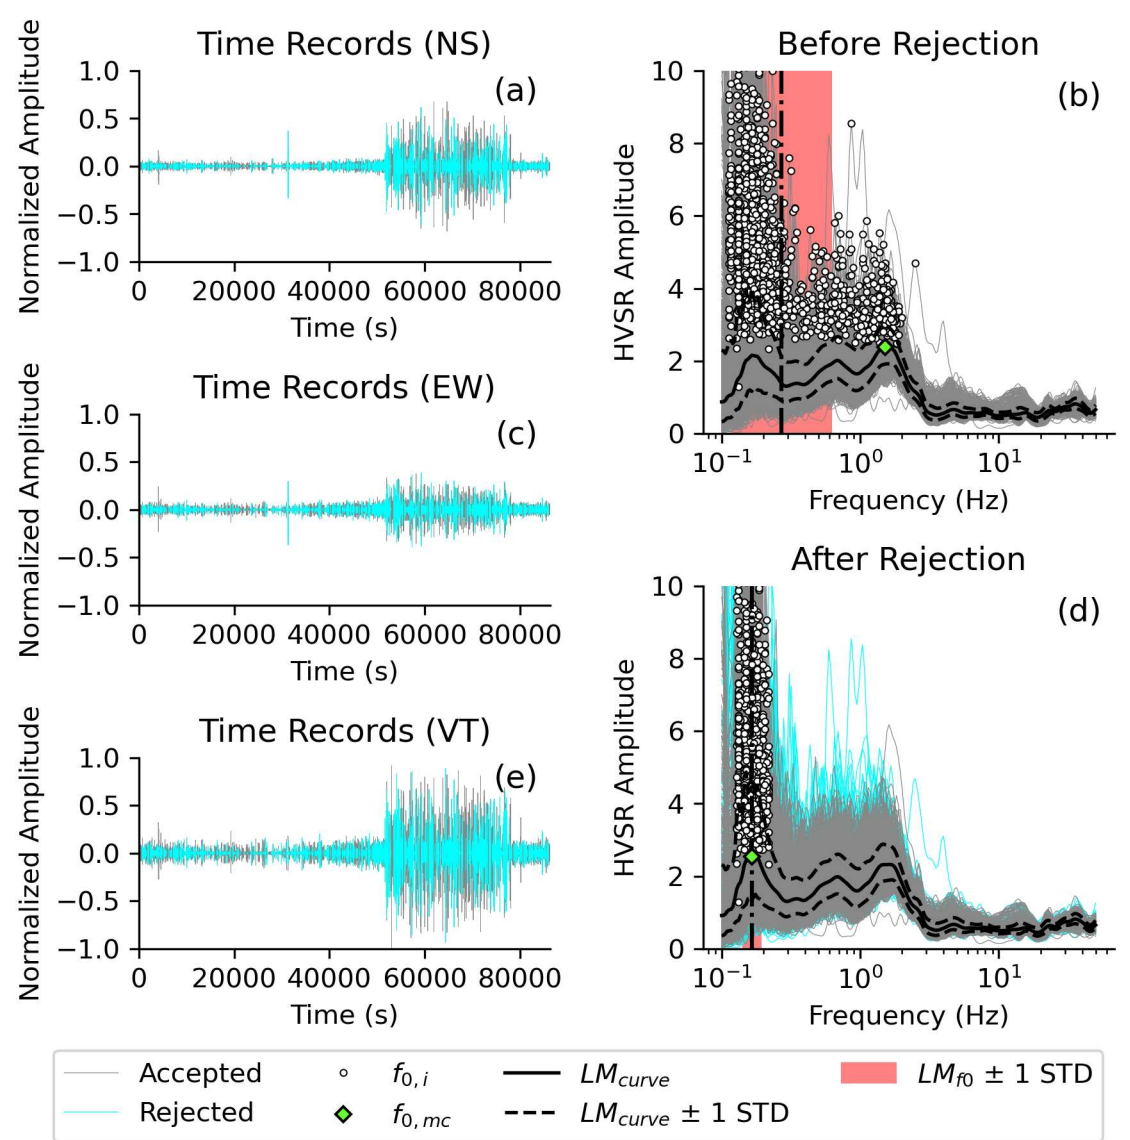 Time Records (NS)
(a)
Normalized Amplitude
1.0
0.5
0.0
−0.5
−1.0
0 20000 40000 60000 80000
Time (s)
Before Rejection
(b)
HVSR Amplitude
10
8
6
4
2
0
10⁻¹ 10⁰ 10¹
Frequency (Hz)
Time Records (EW)
(c)
Normalized Amplitude
1.0
0.5
0.0
−0.5
−1.0
0 20000 40000 60000 80000
Time (s)
After Rejection
(d)
HVSR Amplitude
10
8
6
4
2
0
10⁻¹ 10⁰ 10¹
Frequency (Hz)
Time Records (VT)
(e)
Normalized Amplitude
1.0
0.5
0.0
−0.5
−1.0
0 20000 40000 60000 80000
Time (s)
Accepted f0,i LMcurve LMf0 ± 1 STD
Rejected f0,mc LMcurve ± 1 STD